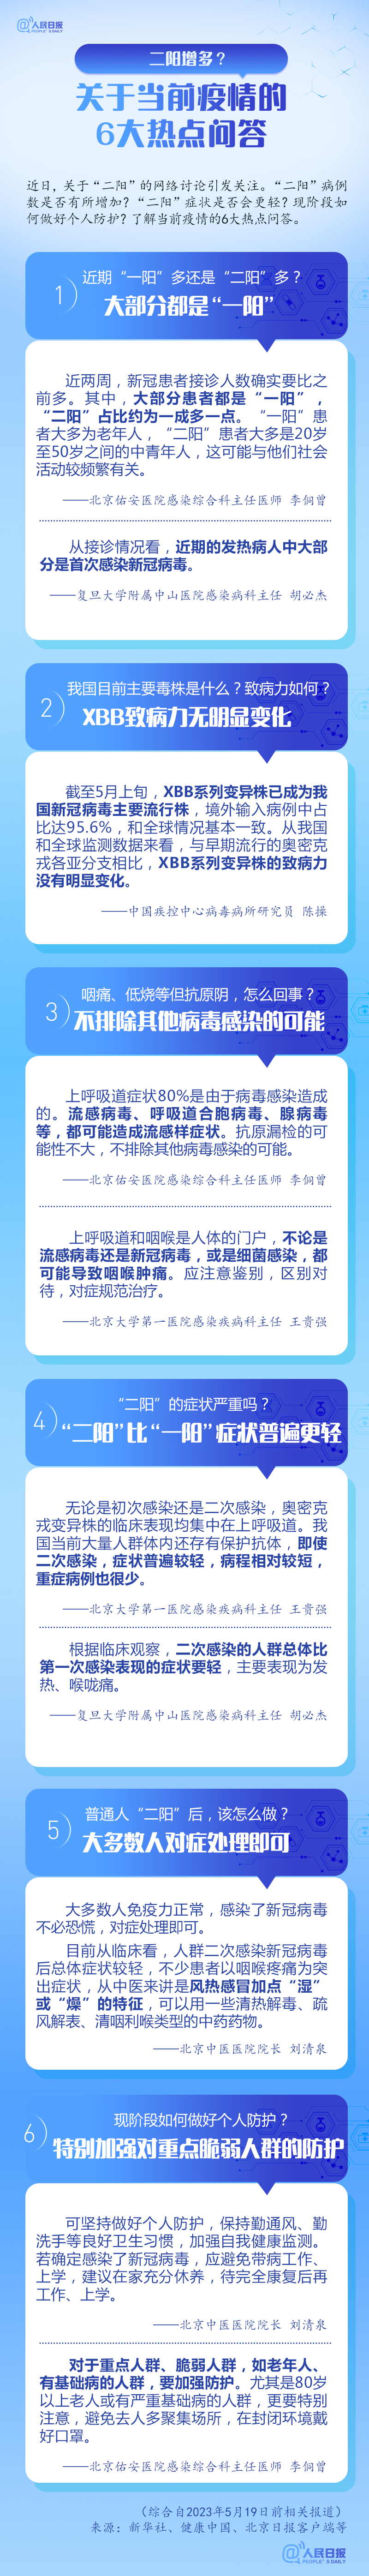 @人民日报
PEOPLE'S DAILY
二阳增多？
关于当前疫情的
6大热点问答
近日，关于“二阳”的网络讨论引发关注。“二阳”病例
数是否有所增加？“二阳”症状是否会更轻？现阶段如
何做好个人防护？了解当前疫情的6大热点问答。
1
近期“一阳”多还是“二阳”多？
大部分都是“一阳”
近两周，新冠患者接诊人数确实要比之
前多。其中，大部分患者都是“一阳”，
“二阳”占比约为一成多一点。“一阳”患
者大多为老年人，“二阳”患者大多是20岁
至50岁之间的中青年人，这可能与他们社会
活动较频繁有关。
——北京佑安医院感染综合科主任医师 李侗曾
从接诊情况看，近期的发热病人中大部
分是首次感染新冠病毒。
——复旦大学附属中山医院感染病科主任 胡必杰
2
我国目前主要毒株是什么？致病力如何？
XBB致病力无明显变化
截至5月上旬，XBB系列变异株已成为我
国新冠病毒主要流行株，境外输入病例中占
比达95.6%，和全球情况基本一致。从我国
和全球监测数据来看，与早期流行的奥密克
戎各亚分支相比，XBB系列变异株的致病力
没有明显变化。
——中国疾控中心病毒病所研究员 陈操
3
咽痛、低烧等但抗原阴，怎么回事？
不排除其他病毒感染的可能
上呼吸道症状80%是由于病毒感染造成
的。流感病毒、呼吸道合胞病毒、腺病毒
等，都可能造成流感样症状。抗原漏检的可
能性不大，不排除其他病毒感染的可能。
——北京佑安医院感染综合科主任医师 李侗曾
上呼吸道和咽喉是人体的门户，不论是
流感病毒还是新冠病毒，或是细菌感染，都
可能导致咽喉肿痛。应注意鉴别，区别对
待，对症规范治疗。
——北京大学第一医院感染疾病科主任 王贵强
4
“二阳”的症状严重吗？
“二阳”比“一阳”症状普遍更轻
无论是初次感染还是二次感染，奥密克
戎变异株的临床表现均集中在上呼吸道。我
国当前大量人群体内还存有保护抗体，即使
二次感染，症状普遍较轻，病程相对较短，
重症病例也很少。
——北京大学第一医院感染疾病科主任 王贵强
根据临床观察，二次感染的人群总体比
第一次感染表现的症状要轻，主要表现为发
热、喉咙痛。
——复旦大学附属中山医院感染病科主任 胡必杰
5
普通人“二阳”后，该怎么做？
大多数人对症处理即可
大多数人免疫力正常，感染了新冠病毒
不必恐慌，对症处理即可。
目前从临床看，人群二次感染新冠病毒
后总体症状较轻，不少患者以咽喉疼痛为突
出症状，从中医来讲是风热感冒加点“湿”
或“燥”的特征，可以用一些清热解毒、疏
风解表、清咽利喉类型的中药药物。
——北京中医医院院长 刘清泉
6
现阶段如何做好个人防护？
特别加强对重点脆弱人群的防护
可坚持做好个人防护，保持勤通风、勤
洗手等良好卫生习惯，加强自我健康监测。
若确定感染了新冠病毒，应避免带病工作、
上学，建议在家充分休养，待完全康复后再
工作、上学。
——北京中医医院院长 刘清泉
对于重点人群、脆弱人群，如老年人、
有基础病的人群，要加强防护。尤其是80岁
以上老人或有严重基础病的人群，更要特别
注意，避免去人多聚集场所，在封闭环境戴
好口罩。
——北京佑安医院感染综合科主任医师 李侗曾
（综合自2023年5月19日前相关报道）
来源：新华社、健康中国、北京日报客户端等
@人民日报
PEOPLE'S DAILY